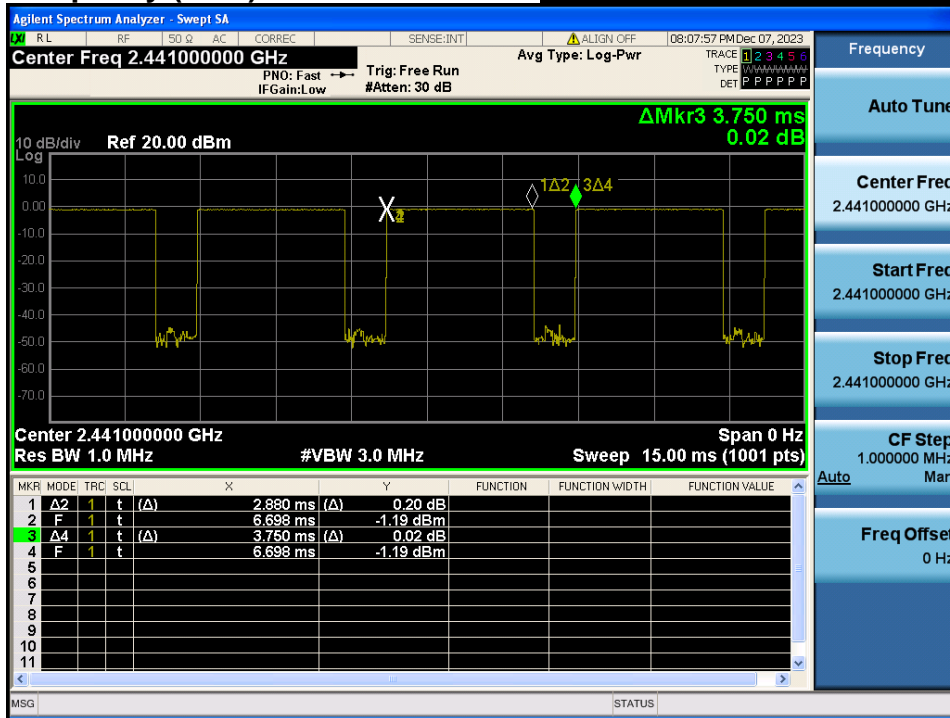 Agilent Spectrum Analyzer - Swept SA
LXI RL RF 50 Ω AC CORREC SENSE:INT ALIGN OFF 08:07:57 PM Dec 07, 2023
Center Freq 2.441000000 GHz
PNO: Fast
IFGain:Low
Trig: Free Run
#Atten: 30 dB
Avg Type: Log-Pwr
TRACE 1 2 3 4 5 6
TYPE
DET P P P P P P
ΔMkr3 3.750 ms
0.02 dB
10 dB/div Ref 20.00 dBm
Log
10.0
0.00
-10.0
-20.0
-30.0
-40.0
-50.0
-60.0
-70.0
X
1Δ2 3Δ4
Center 2.441000000 GHz Span 0 Hz
Res BW 1.0 MHz #VBW 3.0 MHz Sweep 15.00 ms (1001 pts)
MKR MODE TRC SCL X Y FUNCTION FUNCTION WIDTH FUNCTION VALUE
1 Δ2 1 t (Δ) 2.880 ms (Δ) 0.20 dB
2 F 1 t 6.698 ms -1.19 dBm
3 Δ4 1 t (Δ) 3.750 ms (Δ) 0.02 dB
4 F 1 t 6.698 ms -1.19 dBm
5
6
7
8
9
10
11
MSG STATUS
Frequency
Auto Tune
Center Freq
2.441000000 GHz
Start Freq
2.441000000 GHz
Stop Freq
2.441000000 GHz
CF Step
1.000000 MHz
Auto Man
Freq Offset
0 Hz